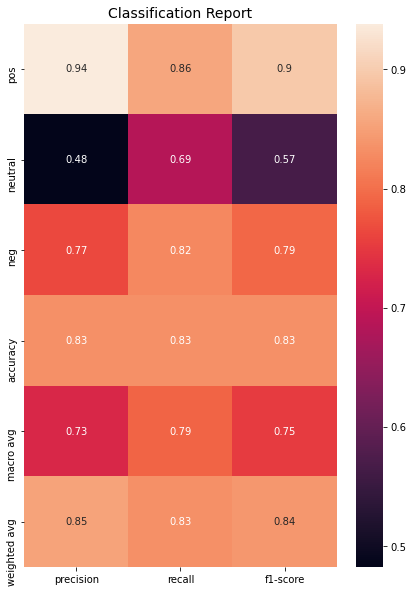 Classification Report
pos
0.94 0.86 0.9
neutral
0.48 0.69 0.57
neg
0.77 0.82 0.79
accuracy
0.83 0.83 0.83
macro avg
0.73 0.79 0.75
weighted avg
0.85 0.83 0.84
precision recall f1-score
0.9
0.8
0.7
0.6
0.5